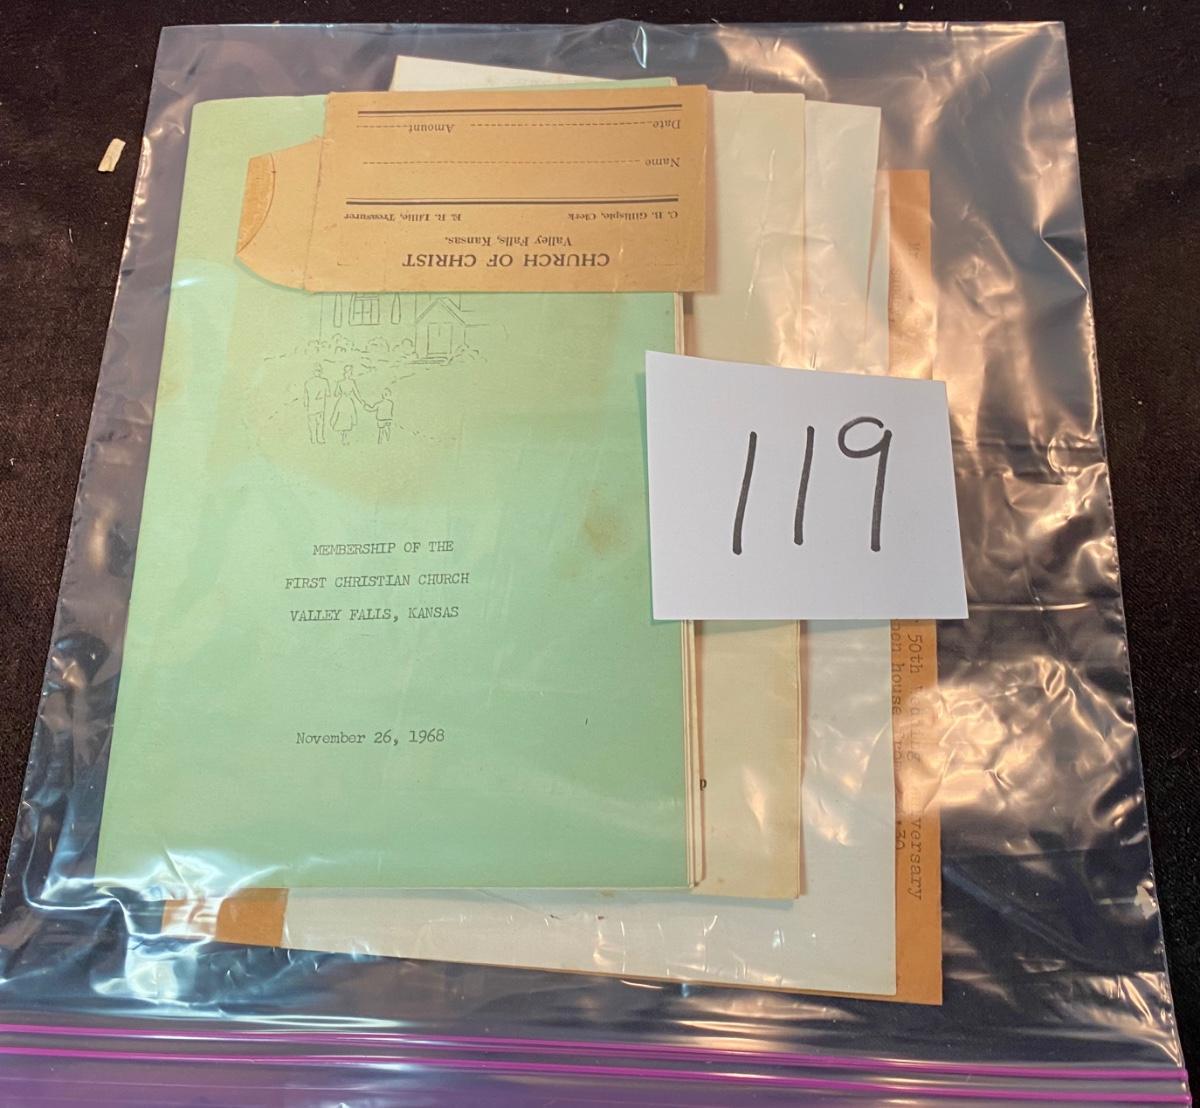 CHURCH OF CHRIST
Valley Falls, Kansas.
C. B. Gillispie, Clerk E. R. Lillie, Treasurer
Name
Date Amount
119
MEMBERSHIP OF THE
FIRST CHRISTIAN CHURCH
VALLEY FALLS, KANSAS
November 26, 1968
50th
open house
p